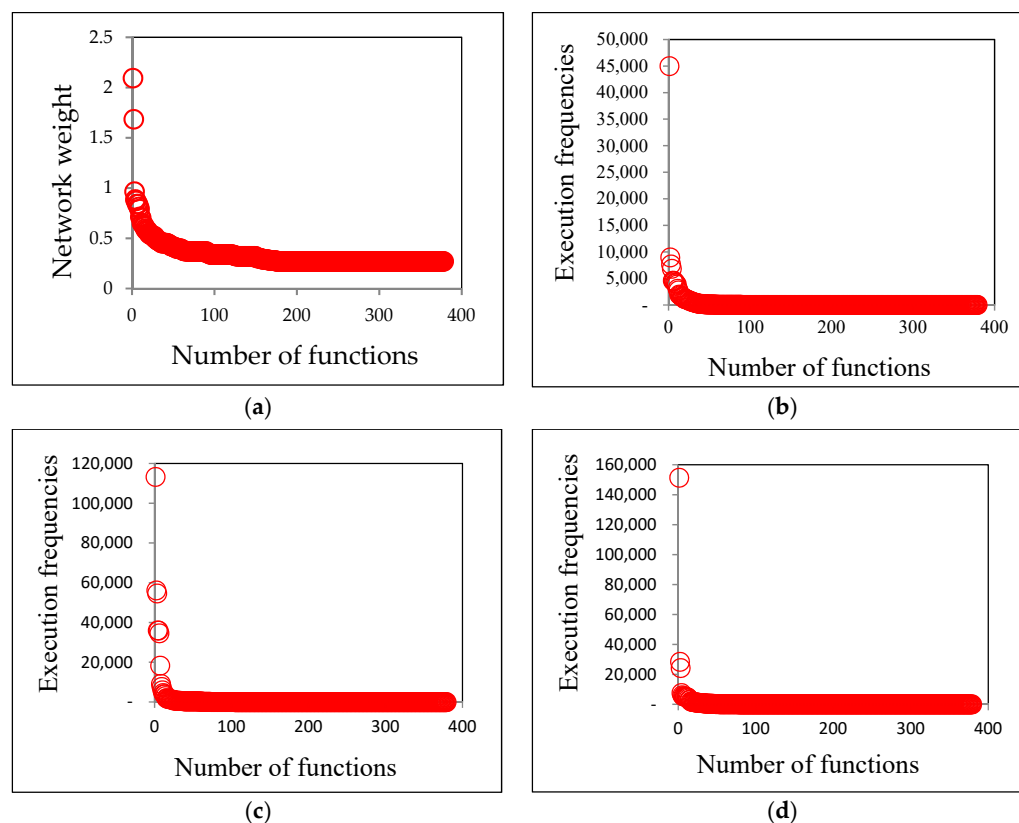 2.5
2
1.5
1
0.5
0
0 100 200 300 400
Network weight
Number of functions
(a)
50,000
45,000
40,000
35,000
30,000
25,000
20,000
15,000
10,000
5,000
-
0 100 200 300 400
Execution frequencies
Number of functions
(b)
120,000
100,000
80,000
60,000
40,000
20,000
-
0 100 200 300 400
Execution frequencies
Number of functions
(c)
160,000
140,000
120,000
100,000
80,000
60,000
40,000
20,000
-
0 100 200 300 400
Execution frequencies
Number of functions
(d)